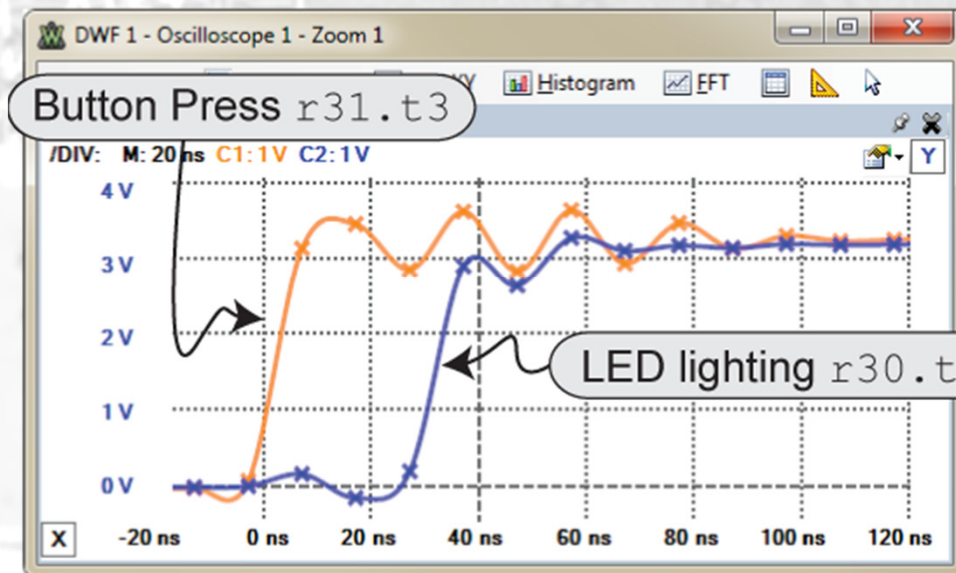 DWF 1 - Oscilloscope 1 - Zoom 1
Histogram FFT
Button Press r31.t3
/DIV: M: 20 ns C1: 1 V C2: 1 V
Y
4 V
3 V
2 V
LED lighting r30.t
1 V
0 V
X -20 ns 0 ns 20 ns 40 ns 60 ns 80 ns 100 ns 120 ns